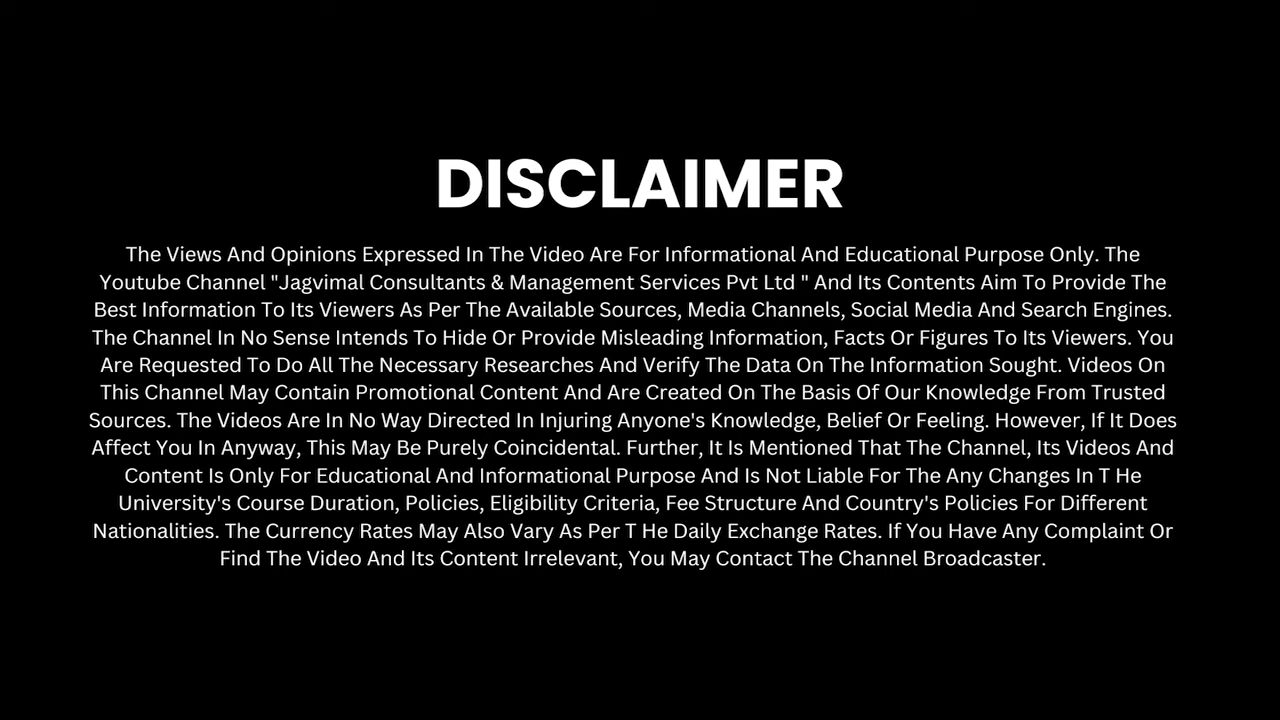 DISCLAIMER
The Views And Opinions Expressed In The Video Are For Informational And Educational Purpose Only. The
Youtube Channel "Jagvimal Consultants & Management Services Pvt Ltd " And Its Contents Aim To Provide The
Best Information To Its Viewers As Per The Available Sources, Media Channels, Social Media And Search Engines.
The Channel In No Sense Intends To Hide Or Provide Misleading Information, Facts Or Figures To Its Viewers. You
Are Requested To Do All The Necessary Researches And Verify The Data On The Information Sought. Videos On
This Channel May Contain Promotional Content And Are Created On The Basis Of Our Knowledge From Trusted
Sources. The Videos Are In No Way Directed In Injuring Anyone's Knowledge, Belief Or Feeling. However, If It Does
Affect You In Anyway, This May Be Purely Coincidental. Further, It Is Mentioned That The Channel, Its Videos And
Content Is Only For Educational And Informational Purpose And Is Not Liable For The Any Changes In T He
University's Course Duration, Policies, Eligibility Criteria, Fee Structure And Country's Policies For Different
Nationalities. The Currency Rates May Also Vary As Per T He Daily Exchange Rates. If You Have Any Complaint Or
Find The Video And Its Content Irrelevant, You May Contact The Channel Broadcaster.